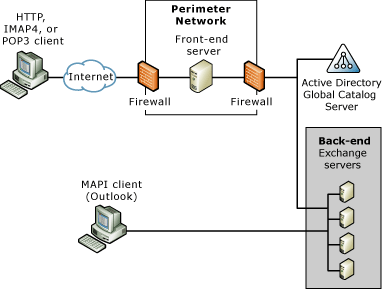 HTTP,
IMAP4, or
POP3 client
Internet
Perimeter
Network
Front-end
server
Firewall
Firewall
Active Directory
Global Catalog
Server
Back-end
Exchange
servers
MAPI client
(Outlook)